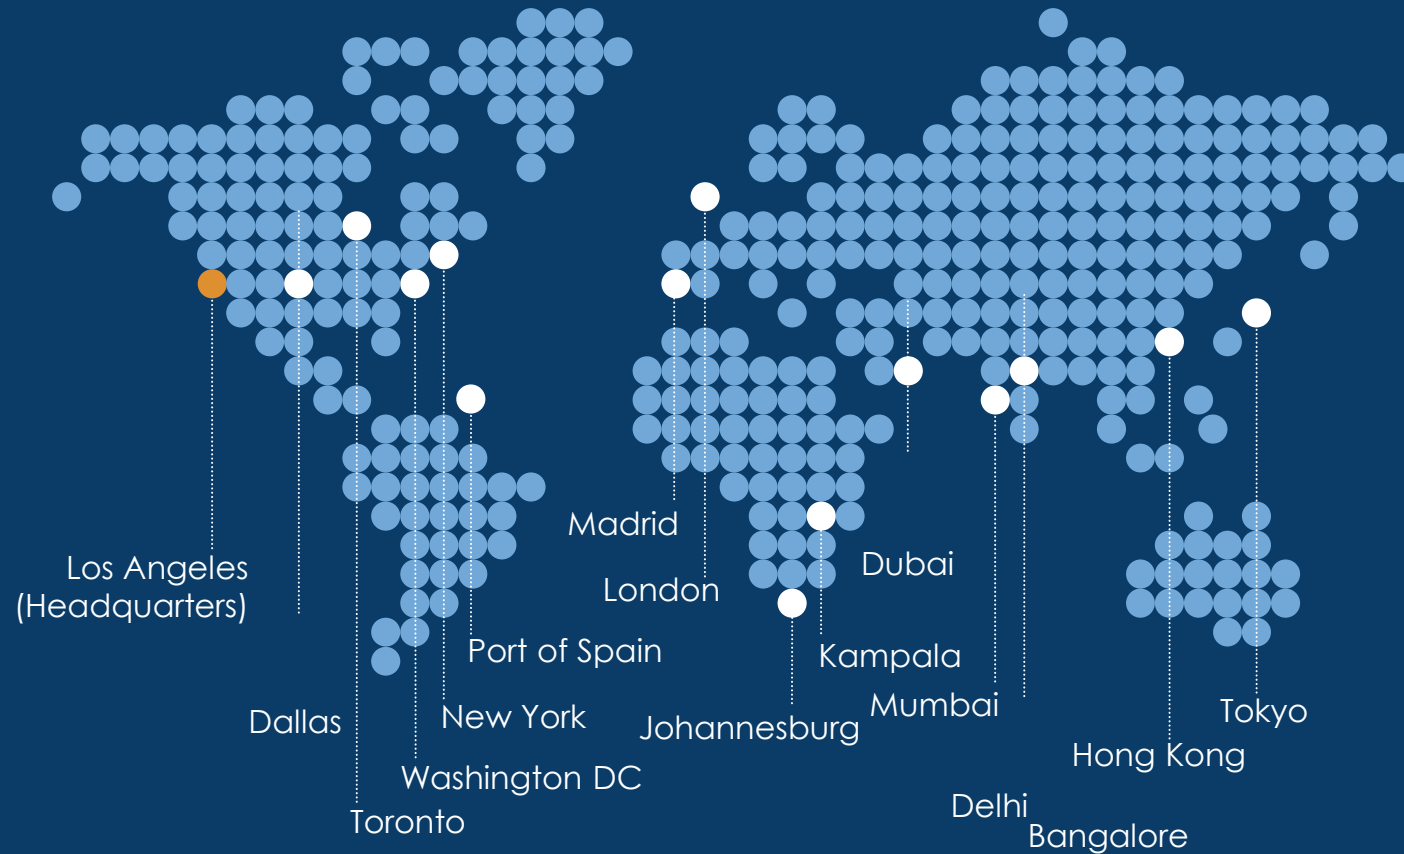 Madrid
Dubai
Los Angeles
(Headquarters)
London
Port of Spain
Kampala
Mumbai
Dallas
New York
Johannesburg
Tokyo
Hong Kong
Washington DC
Delhi
Toronto
Bangalore